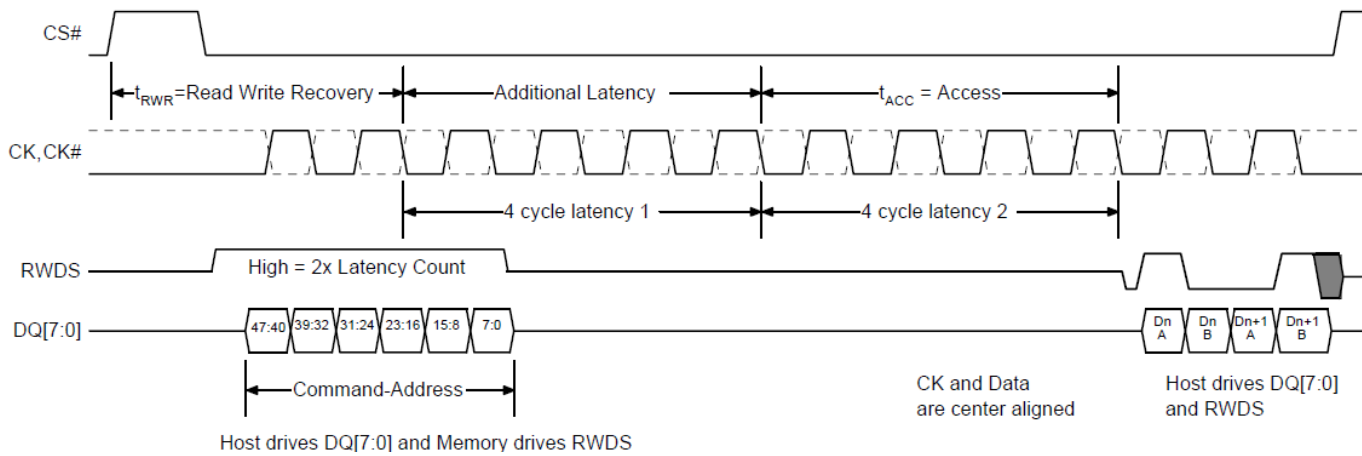 CS#
tRWR=Read Write Recovery
Additional Latency
tACC = Access
CK,CK#
4 cycle latency 1
4 cycle latency 2
RWDS
High = 2x Latency Count
DQ[7:0]
47:40 39:32 31:24 23:16 15:8 7:0
Dn A
Dn B
Dn+1 A
Dn+1 B
Command-Address
CK and Data
are center aligned
Host drives DQ[7:0]
and RWDS
Host drives DQ[7:0] and Memory drives RWDS